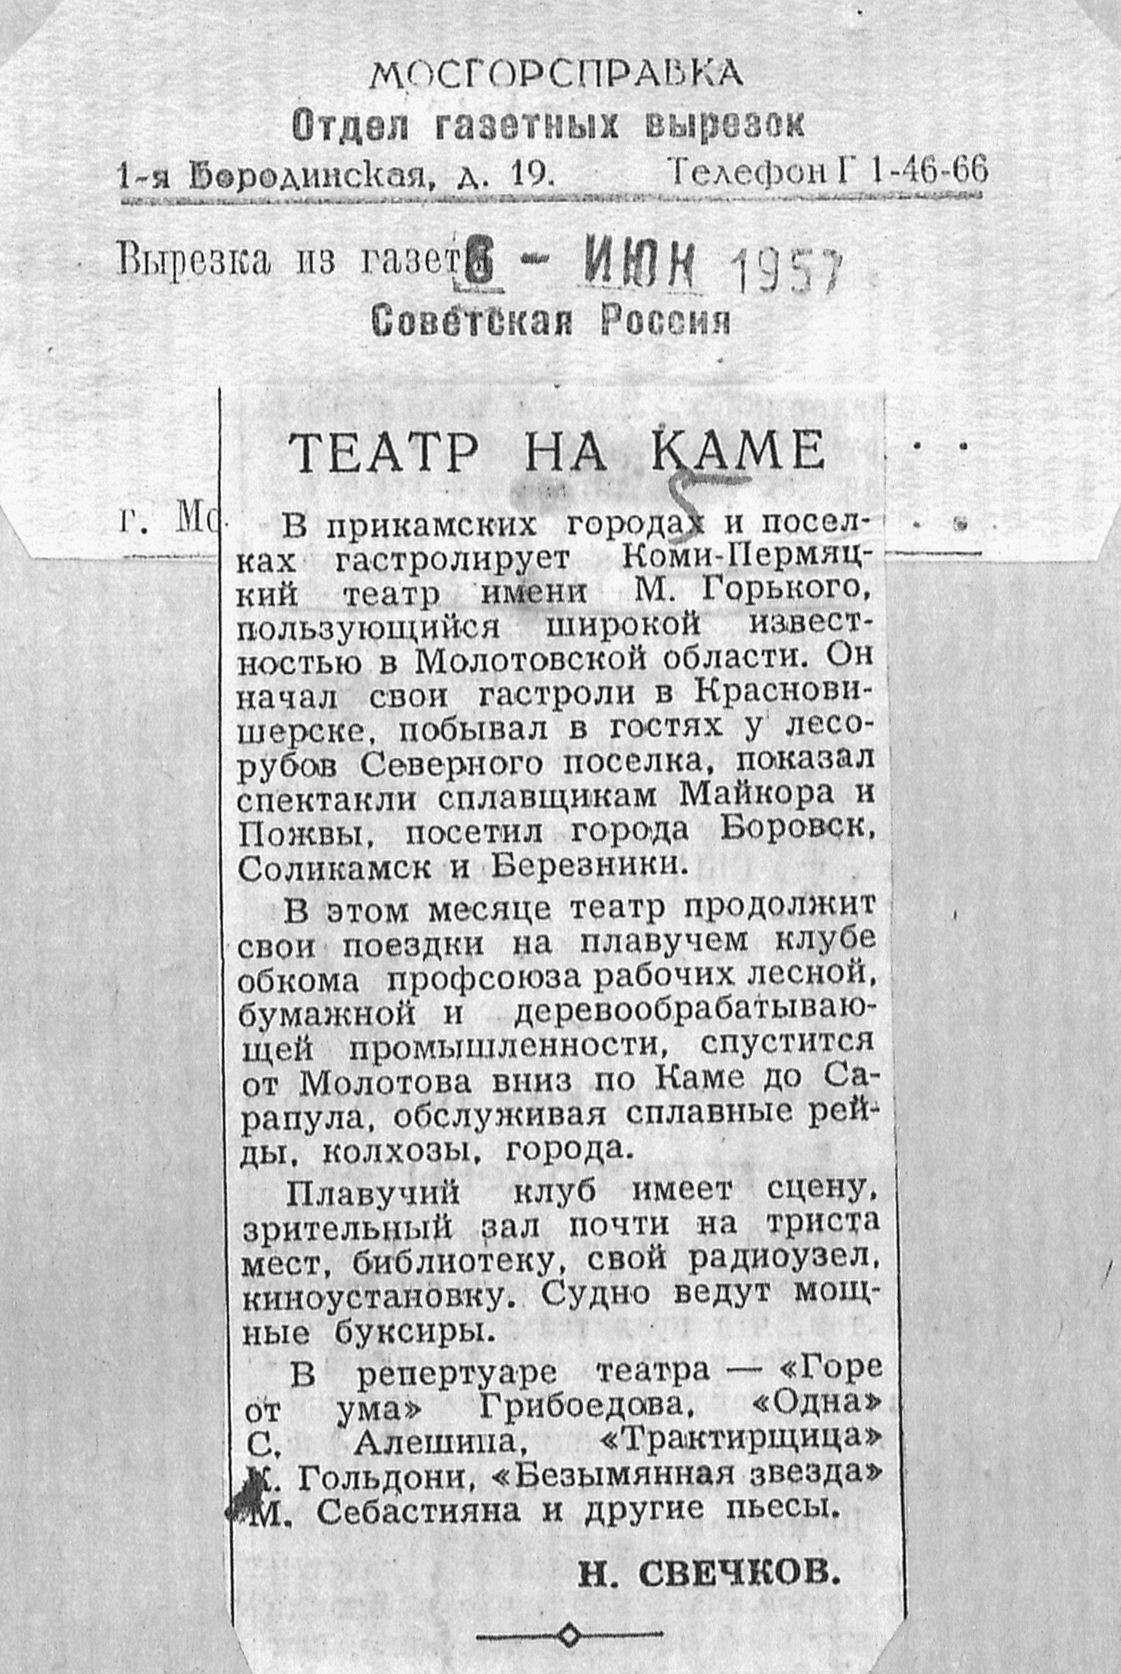 МОСГОРСПРАВКА
Отдел газетных вырезок
1-я Бородинская, д. 19. Телефон Г 1-46-66
Вырезка из газеты
6 - ИЮН 1957
Советская Россия
г. Мо
ТЕАТР НА КАМЕ
В прикамских городах и посел-
ках гастролирует Коми-Пермяц-
кий театр имени М. Горького,
пользующийся широкой извест-
ностью в Молотовской области. Он
начал свои гастроли в Краснови-
шерске, побывал в гостях у лесо-
рубов Северного поселка, показал
спектакли сплавщикам Майкора и
Пожвы, посетил города Боровск,
Соликамск и Березники.
В этом месяце театр продолжит
свои поездки на плавучем клубе
обкома профсоюза рабочих лесной,
бумажной и деревообрабатываю-
щей промышленности, спустится
от Молотова вниз по Каме до Са-
рапула, обслуживая сплавные рей-
ды, колхозы, города.
Плавучий клуб имеет сцену,
зрительный зал почти на триста
мест, библиотеку, свой радиоузел,
киноустановку. Судно ведут мощ-
ные буксиры.
В репертуаре театра — «Горе
от ума» Грибоедова, «Одна»
С. Алешина, «Трактирщица»
К. Гольдони, «Безымянная звезда»
М. Себастияна и другие пьесы.
Н. СВЕЧКОВ.